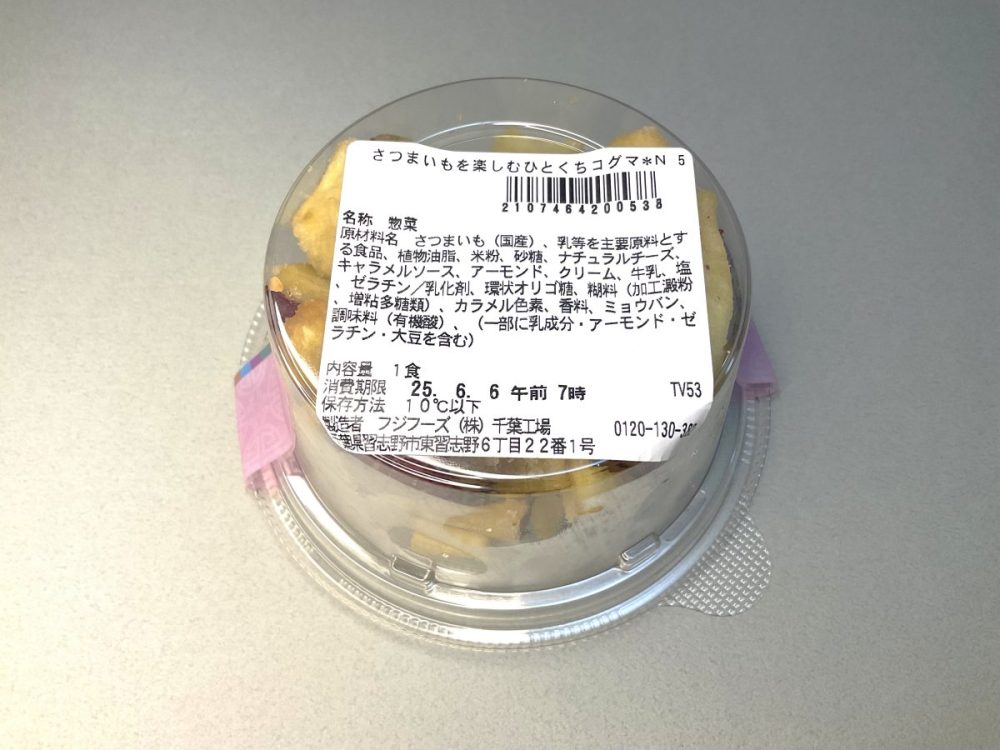 さつまいもを楽しむひとくちコグマ*N 5
2107464200538
名称 惣菜
原材料名 さつまいも(国産)、乳等を主要原料とす
る食品、植物油脂、米粉、砂糖、ナチュラルチーズ、
キャラメルソース、アーモンド、クリーム、牛乳、塩
、ゼラチン/乳化剤、環状オリゴ糖、糊料(加工澱粉
、増粘多糖類)、カラメル色素、香料、ミョウバン、
調味料(有機酸)、(一部に乳成分・アーモンド・ゼ
ラチン・大豆を含む)
内容量 1食
消費期限 25. 6. 6 午前 7時 TV53
保存方法 10℃以下
製造者 フジフーズ(株)千葉工場 0120-130-
県習志野市東習志野6丁目22番1号